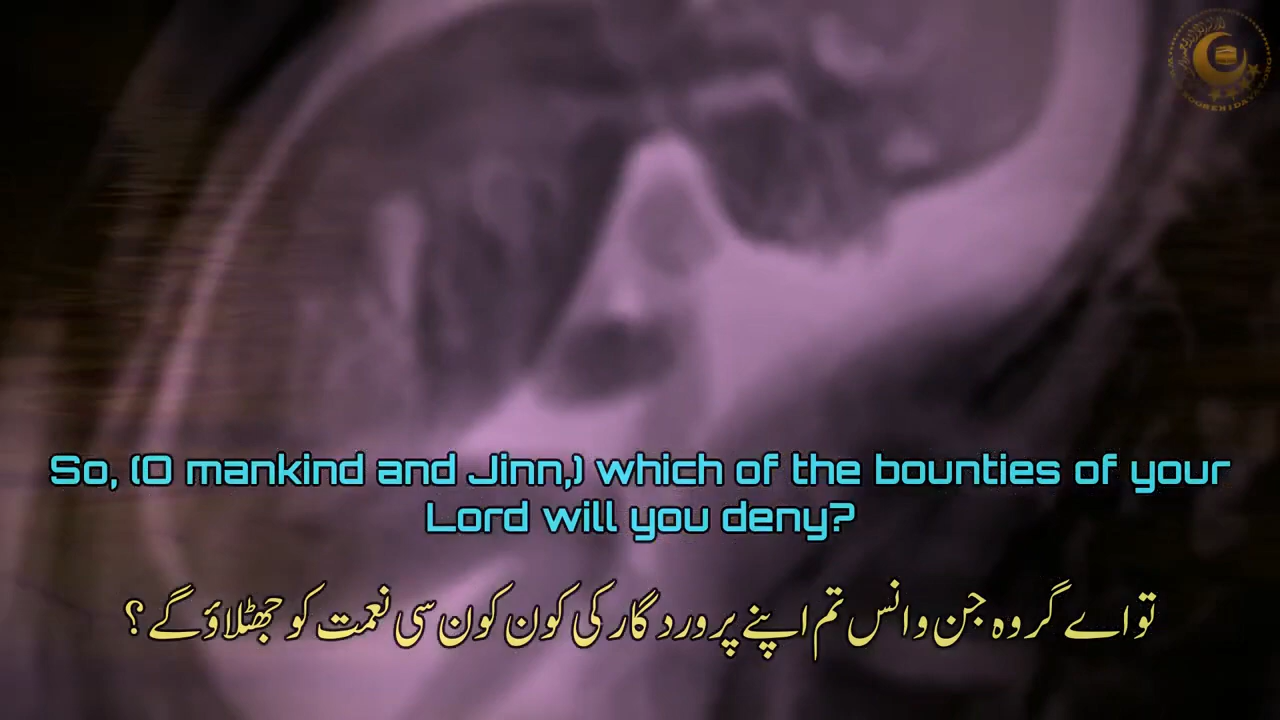 So, (O mankind and Jinn,) which of the bounties of your
Lord will you deny?
تو اے گروہ جن و انس تم اپنے پروردگار کی کون کون سی نعمت کو جھٹلاؤ گے ؟